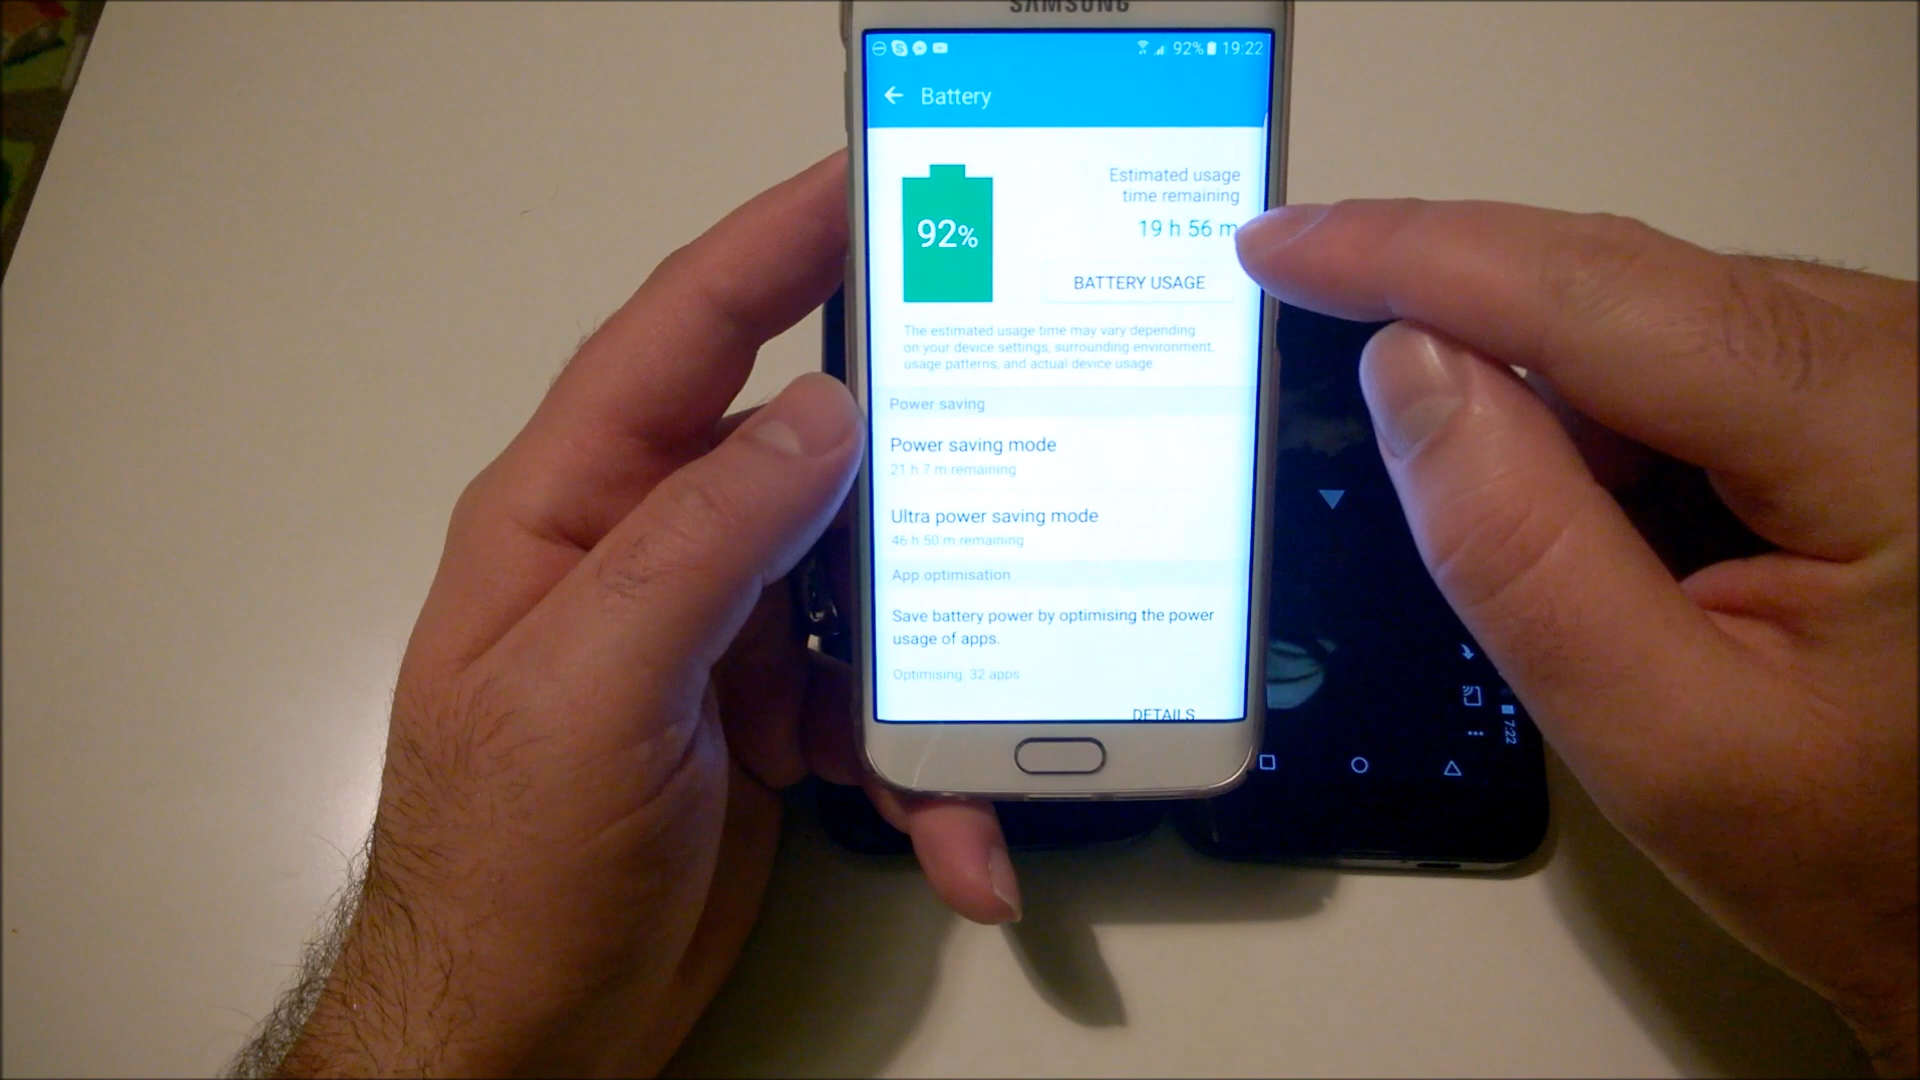 SAMSUNG
92% 19:22
Battery
92%
Estimated usage
time remaining
19 h 56 m
BATTERY USAGE
The estimated usage time may vary depending
on your device settings, surrounding environment,
usage patterns, and actual device usage
Power saving
Power saving mode
21 h 7 m remaining
Ultra power saving mode
46 h 50 m remaining
App optimisation
Save battery power by optimising the power
usage of apps.
Optimising: 32 apps
DETAILS
7:22